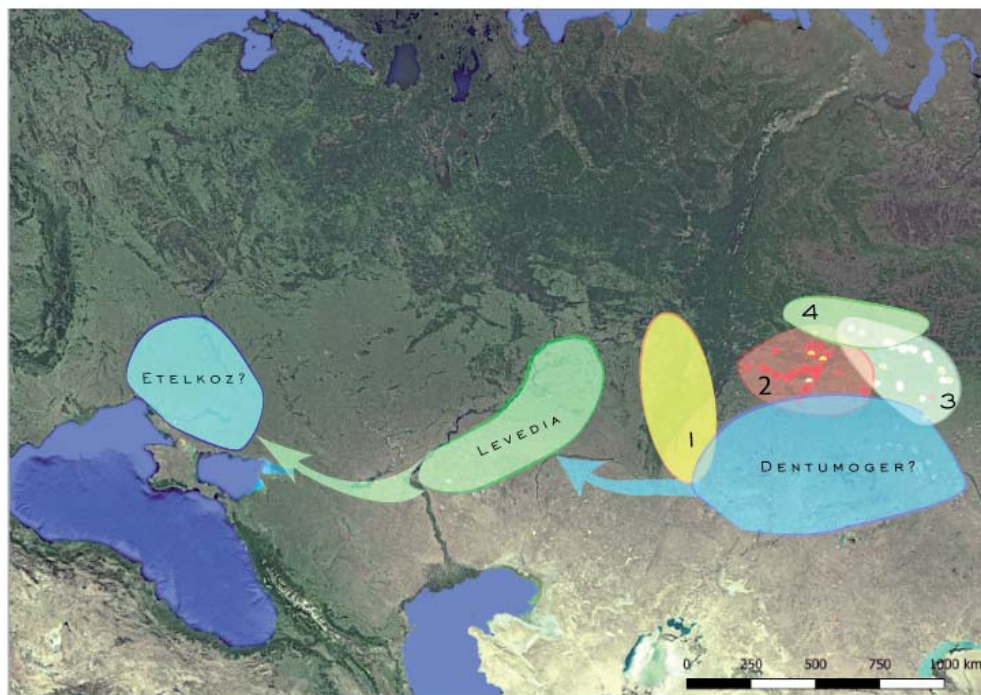 4
ETELKOZ?
2
3
LEVEDIA
1
DENTUMOGER?
0 250 500 750 1000 km